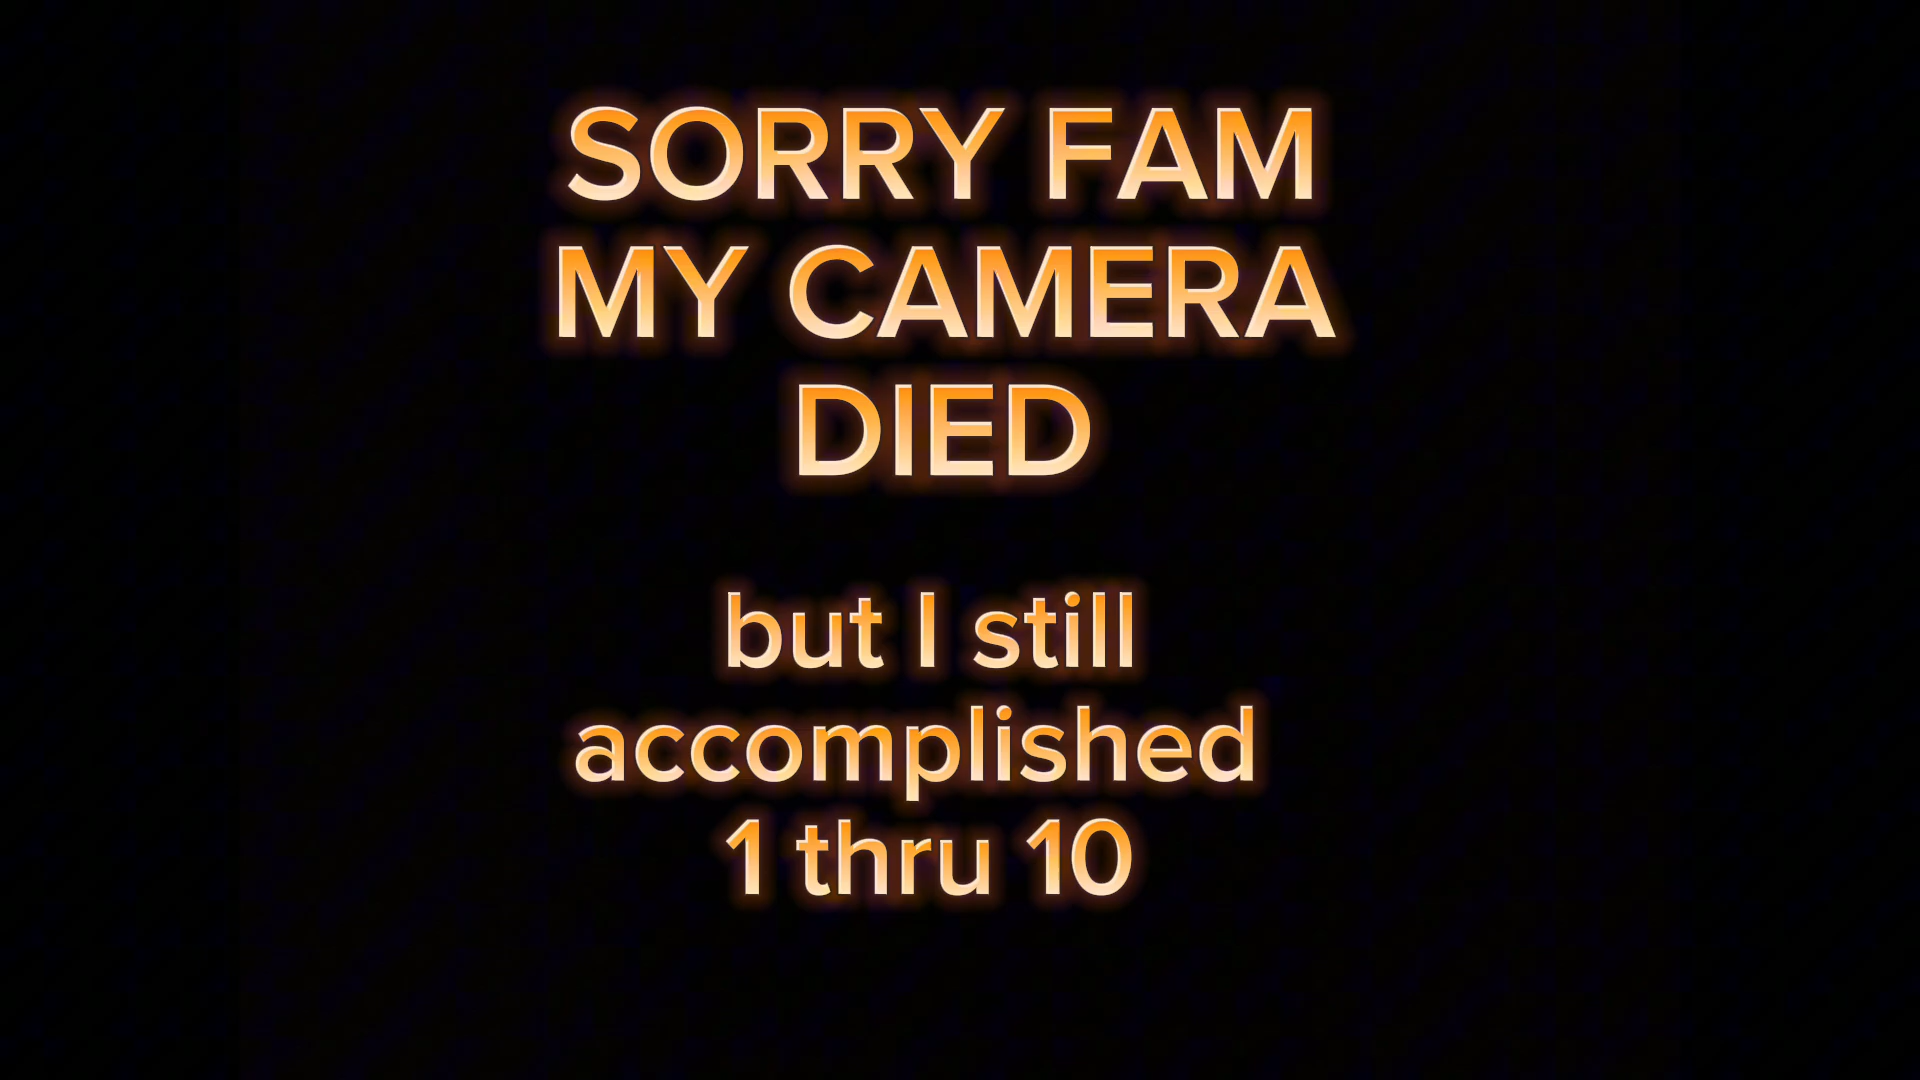 SORRY FAM
MY CAMERA
DIED
but I still
accomplished
1 thru 10